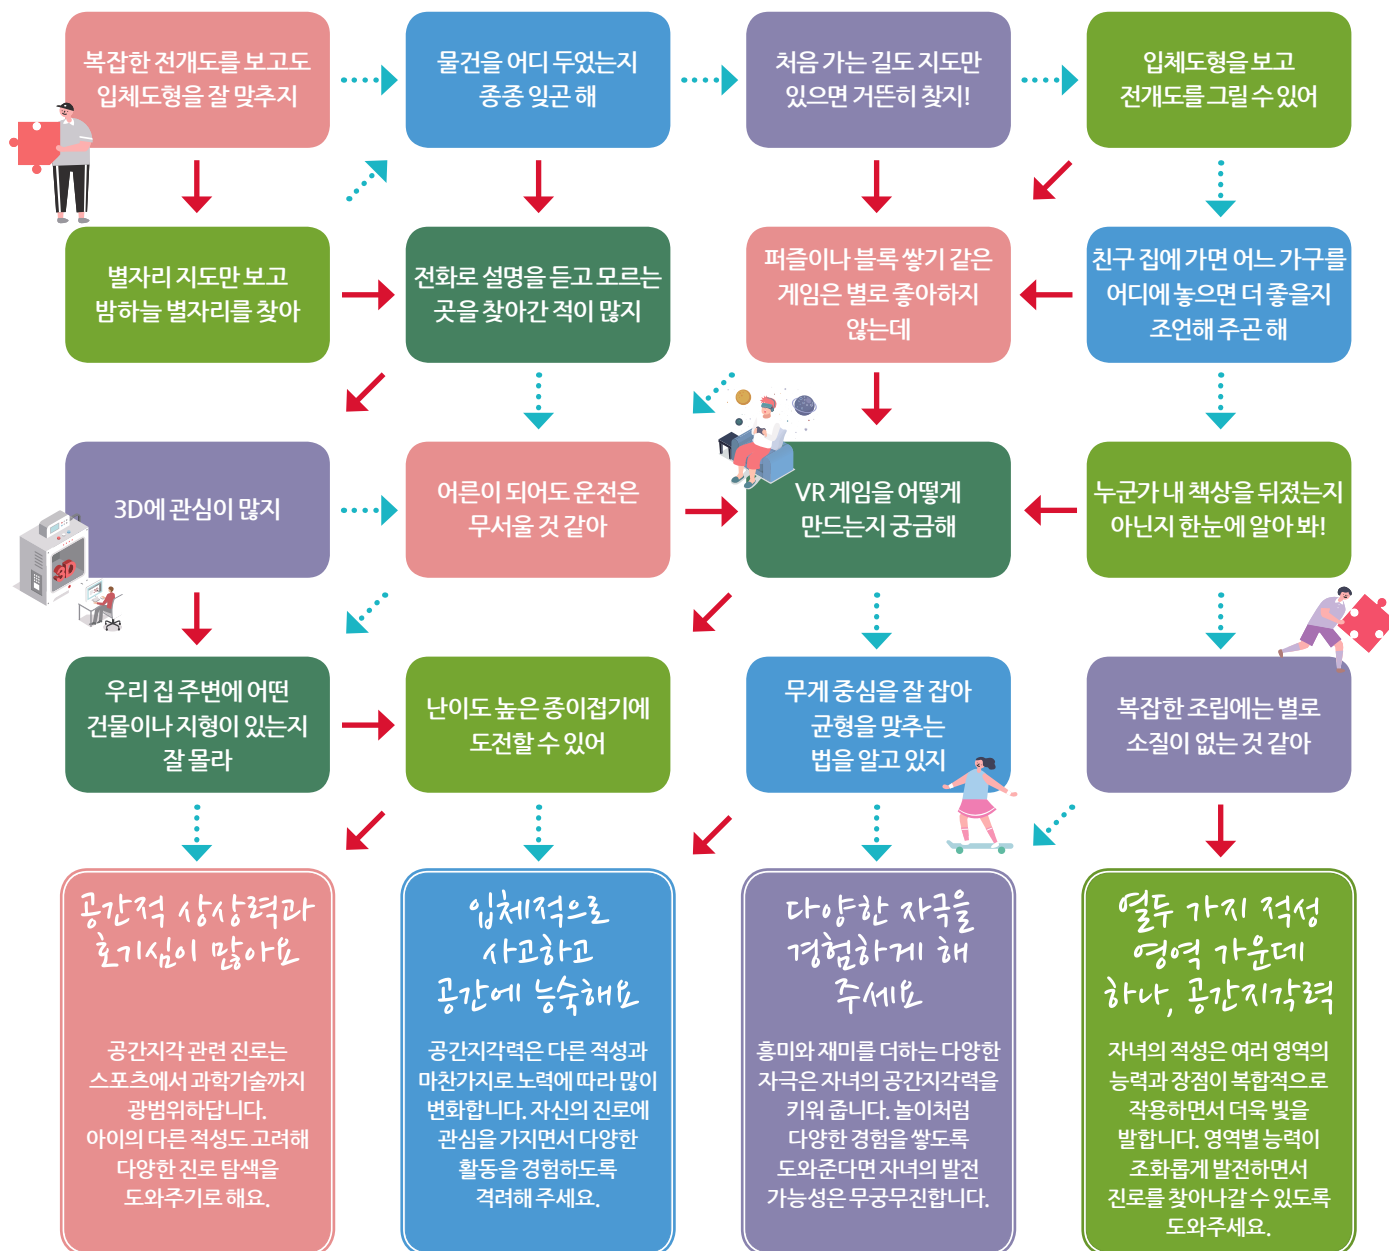 복잡한 전개도를 보고도
입체도형을 잘 맞추지
물건을 어디 두었는지
종종 잊곤 해
처음 가는 길도 지도만
있으면 거뜬히 찾지!
입체도형을 보고
전개도를 그릴 수 있어
별자리 지도만 보고
밤하늘 별자리를 찾아
전화로 설명을 듣고 모르는
곳을 찾아간 적이 많지
퍼즐이나 블록 쌓기 같은
게임은 별로 좋아하지
않는데
친구 집에 가면 어느 가구를
어디에 놓으면 더 좋을지
조언해 주곤 해
3D에 관심이 많지
어른이 되어도 운전은
무서울 것 같아
VR 게임을 어떻게
만드는지 궁금해
누군가 내 책상을 뒤졌는지
아닌지 한눈에 알아 봐!
3D
우리 집 주변에 어떤
건물이나 지형이 있는지
잘 몰라
난이도 높은 종이접기에
도전할 수 있어
무게 중심을 잘 잡아
균형을 맞추는
법을 알고 있지
복잡한 조립에는 별로
소질이 없는 것 같아
공간적 상상력과
호기심이 많아요
공간지각 관련 진로는
스포츠에서 과학기술까지
광범위하답니다.
아이의 다른 적성도 고려해
다양한 진로 탐색을
도와주기로 해요.
입체적으로
사고하고
공간에 능숙해요
공간지각력은 다른 적성과
마찬가지로 노력에 따라 많이
변화합니다. 자신의 진로에
관심을 가지면서 다양한
활동을 경험하도록
격려해 주세요.
다양한 자극을
경험하게 해
주세요
흥미와 재미를 더하는 다양한
자극은 자녀의 공간지각력을
키워 줍니다. 놀이처럼
다양한 경험을 쌓도록
도와준다면 자녀의 발전
가능성은 무궁무진합니다.
열두 가지 적성
영역 가운데
하나, 공간지각력
자녀의 적성은 여러 영역의
능력과 장점이 복합적으로
작용하면서 더욱 빛을
발합니다. 영역별 능력이
조화롭게 발전하면서
진로를 찾아나갈 수 있도록
도와주세요.